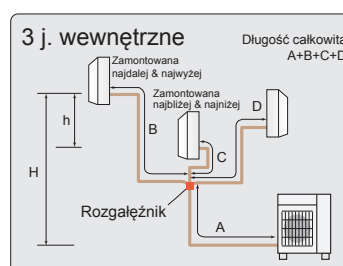 3 j. wewnętrzne
Długość całkowita
A+B+C+D
Zamontowana
najdalej & najwyżej
Zamontowana
najbliżej & najniżej
D
h
B
C
H
Rozgałęźnik
A